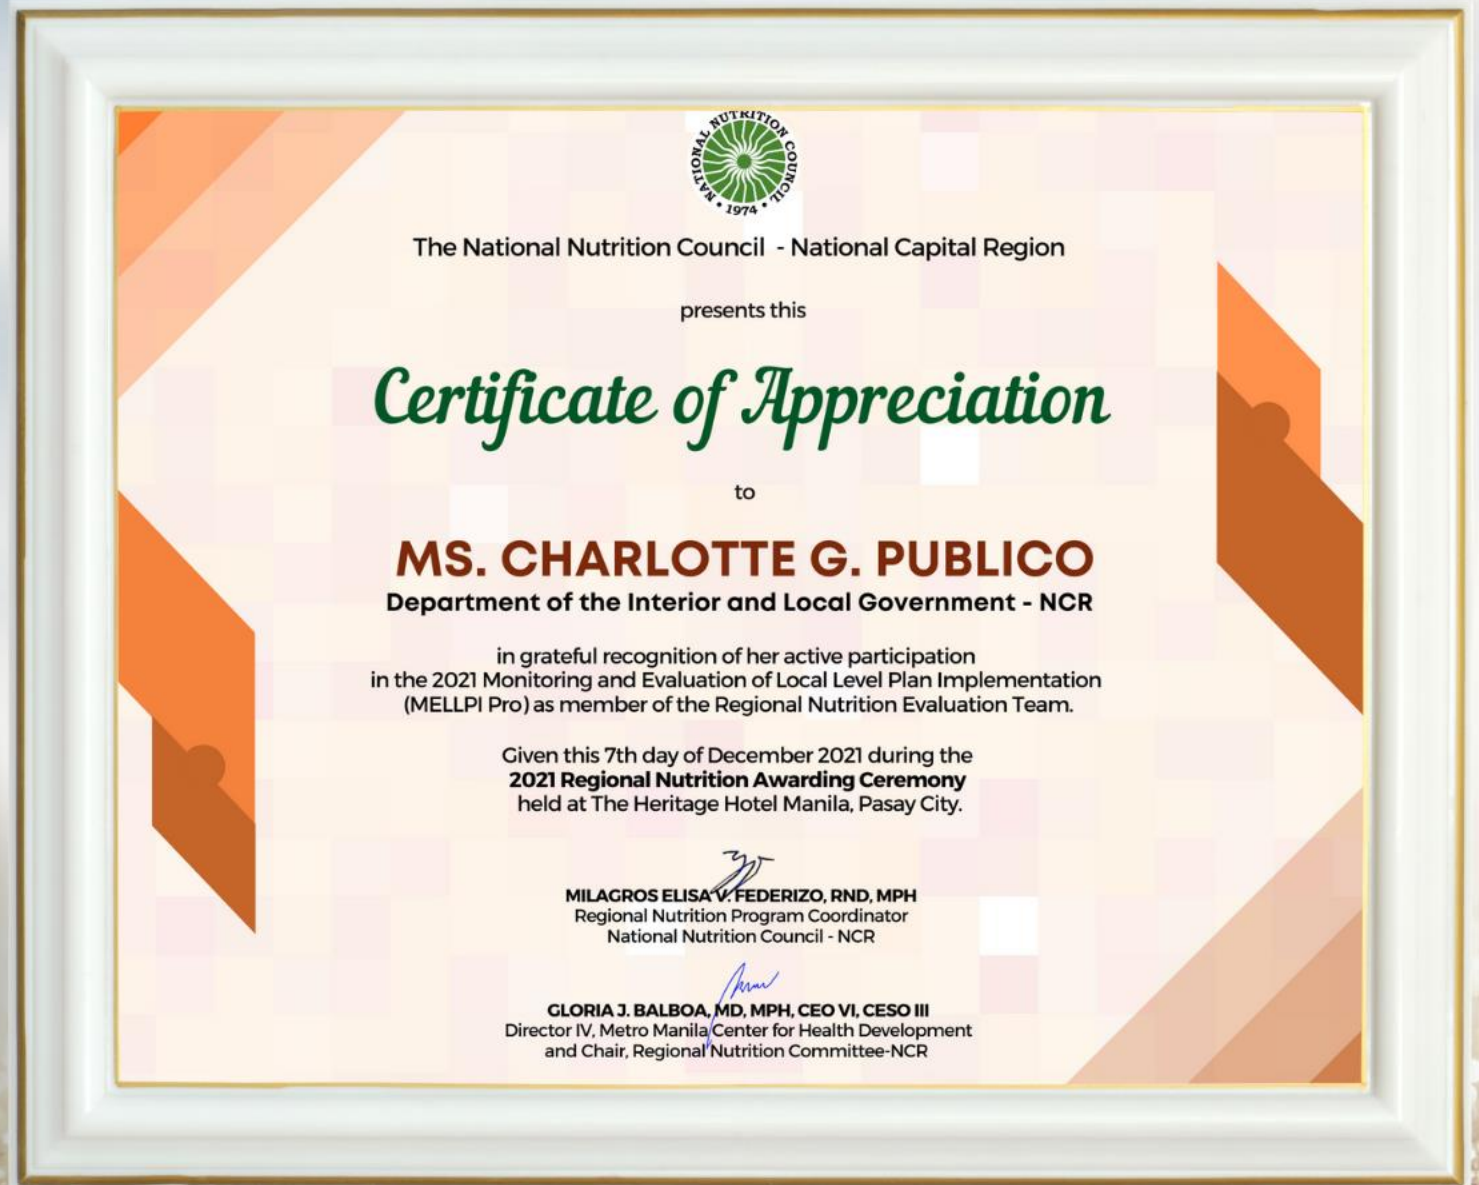 NATIONAL NUTRITION COUNCIL
• 1974 •
The National Nutrition Council - National Capital Region
presents this
Certificate of Appreciation
to
MS. CHARLOTTE G. PUBLICO
Department of the Interior and Local Government - NCR
in grateful recognition of her active participation
in the 2021 Monitoring and Evaluation of Local Level Plan Implementation
(MELLPI Pro) as member of the Regional Nutrition Evaluation Team.
Given this 7th day of December 2021 during the
2021 Regional Nutrition Awarding Ceremony
held at The Heritage Hotel Manila, Pasay City.
MILAGROS ELISA V. FEDERIZO, RND, MPH
Regional Nutrition Program Coordinator
National Nutrition Council - NCR
GLORIA J. BALBOA, MD, MPH, CEO VI, CESO III
Director IV, Metro Manila Center for Health Development
and Chair, Regional Nutrition Committee-NCR